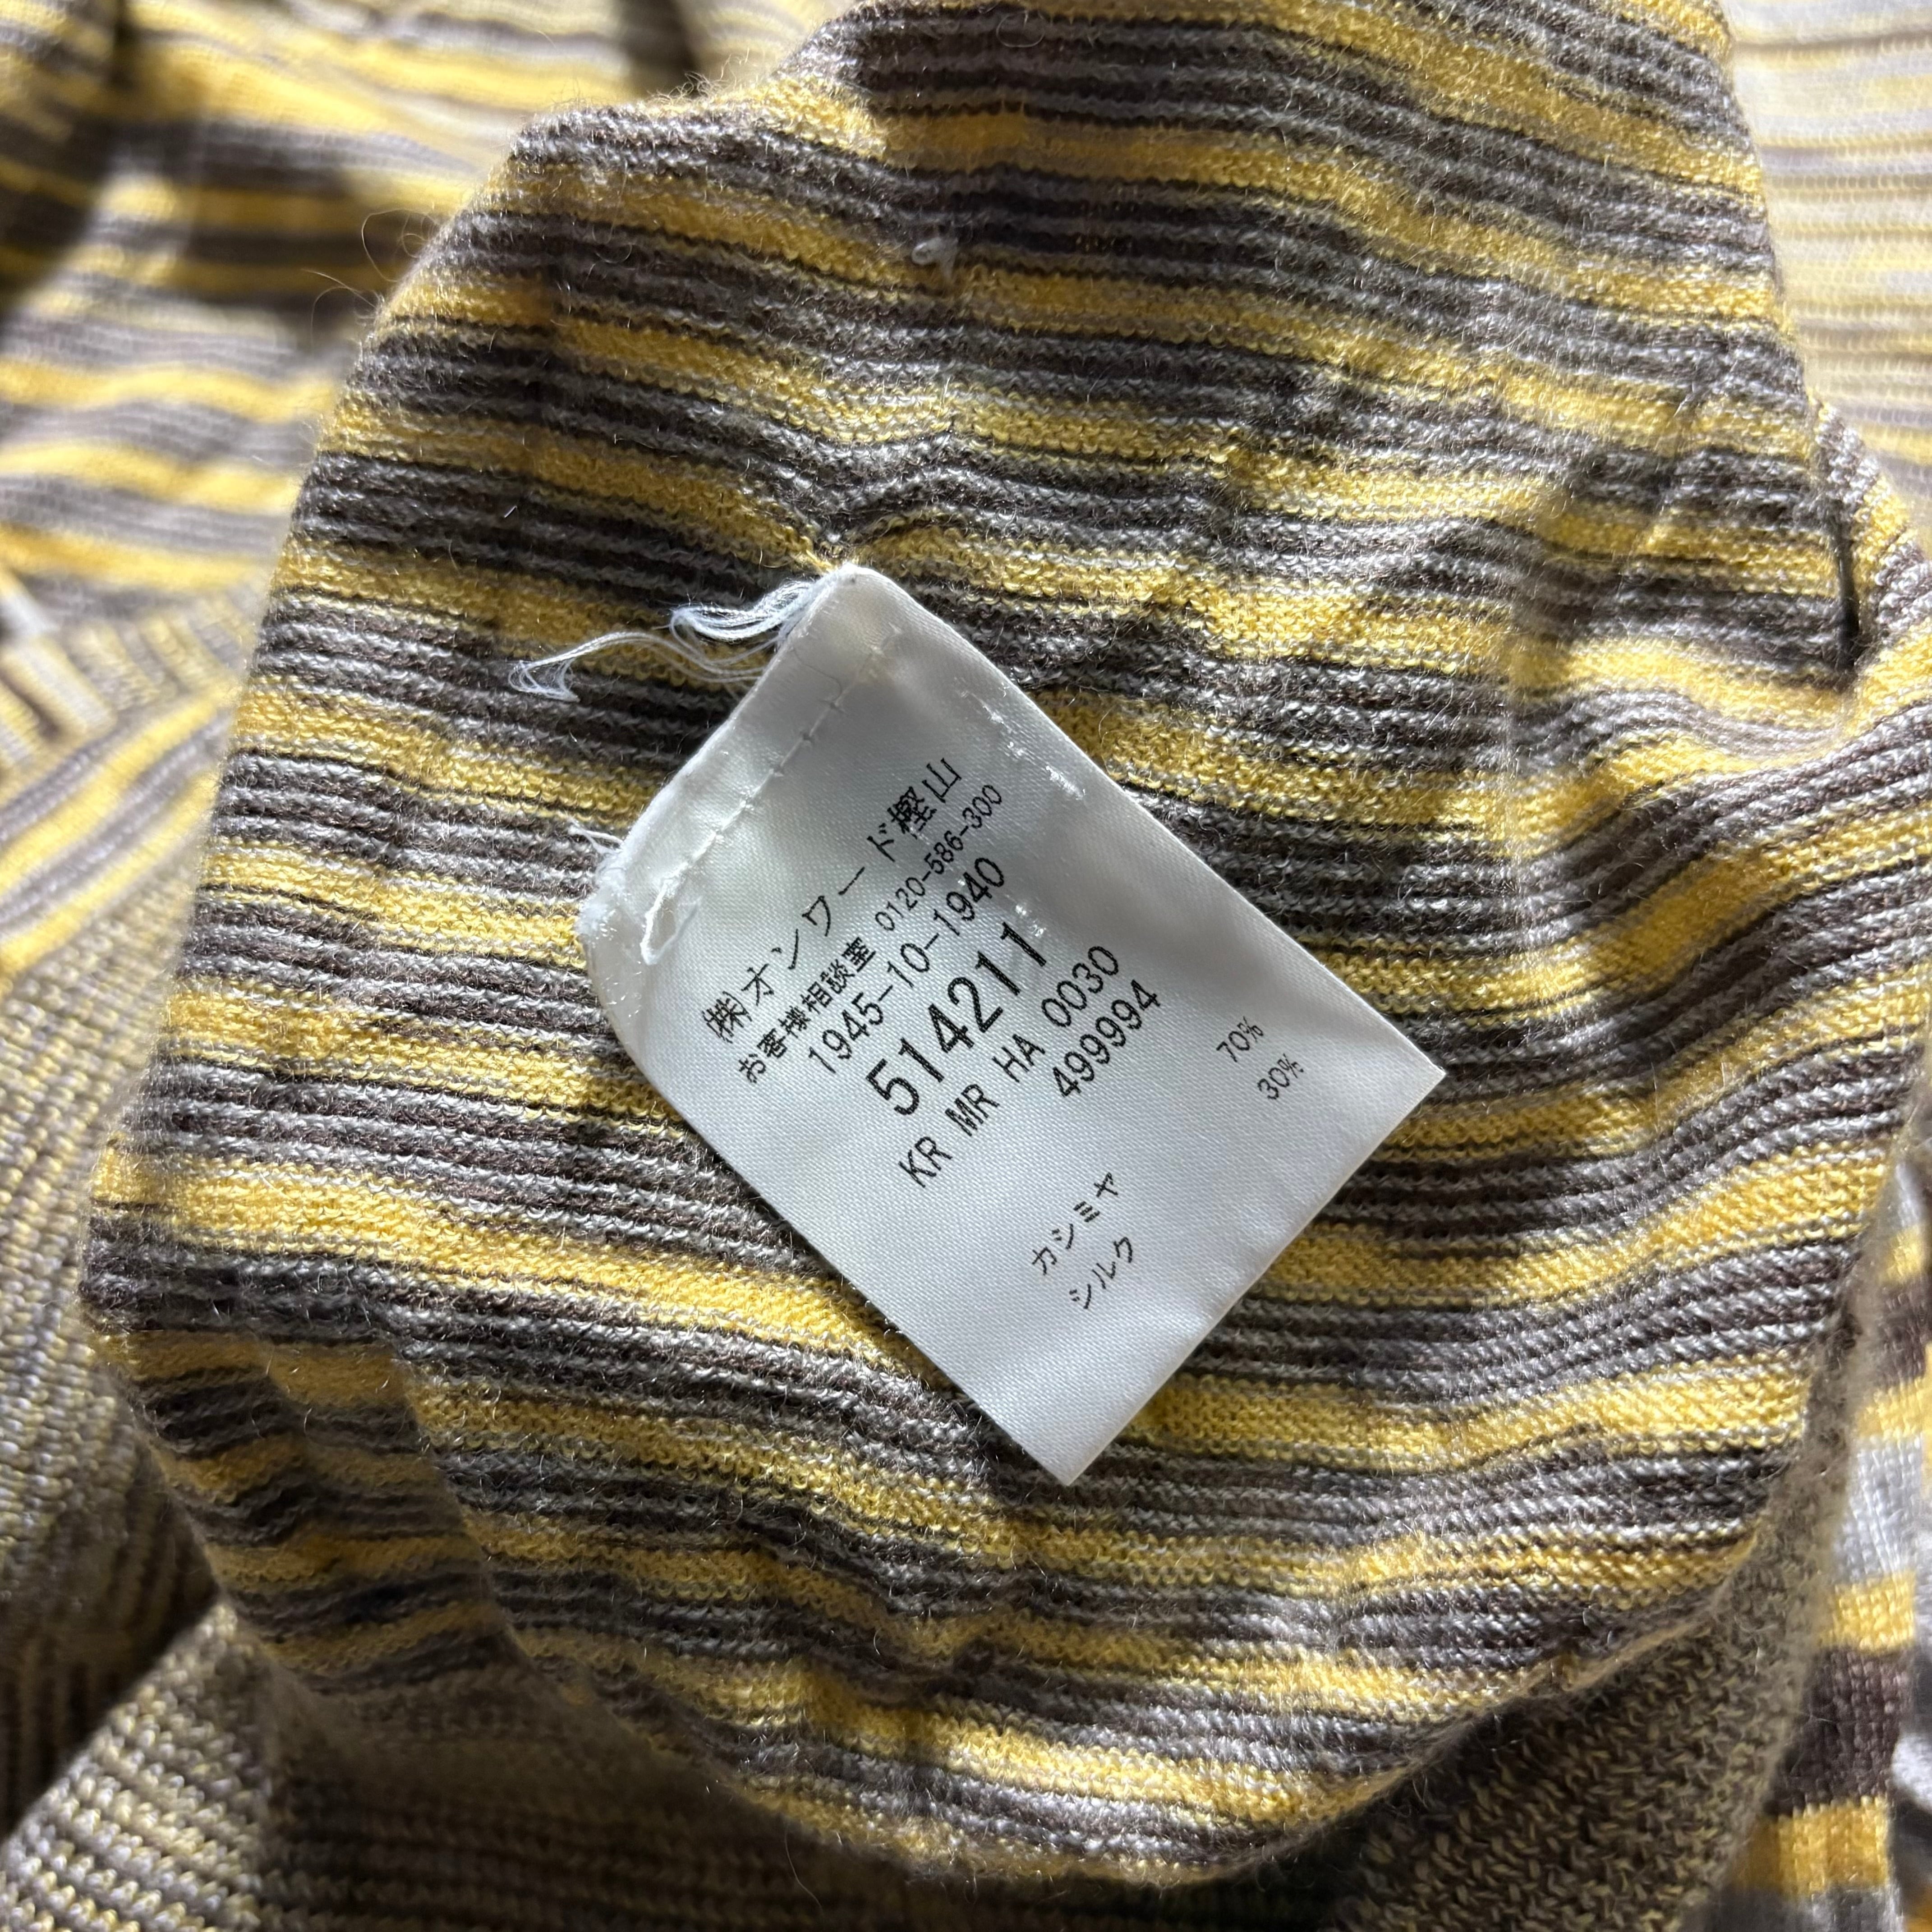 ㈱オンワード樫山
お客様相談室 0120-586-300
1945-10-1940
514211
KR MR HA 0030
499994
カシミヤ 70%
シルク 30%